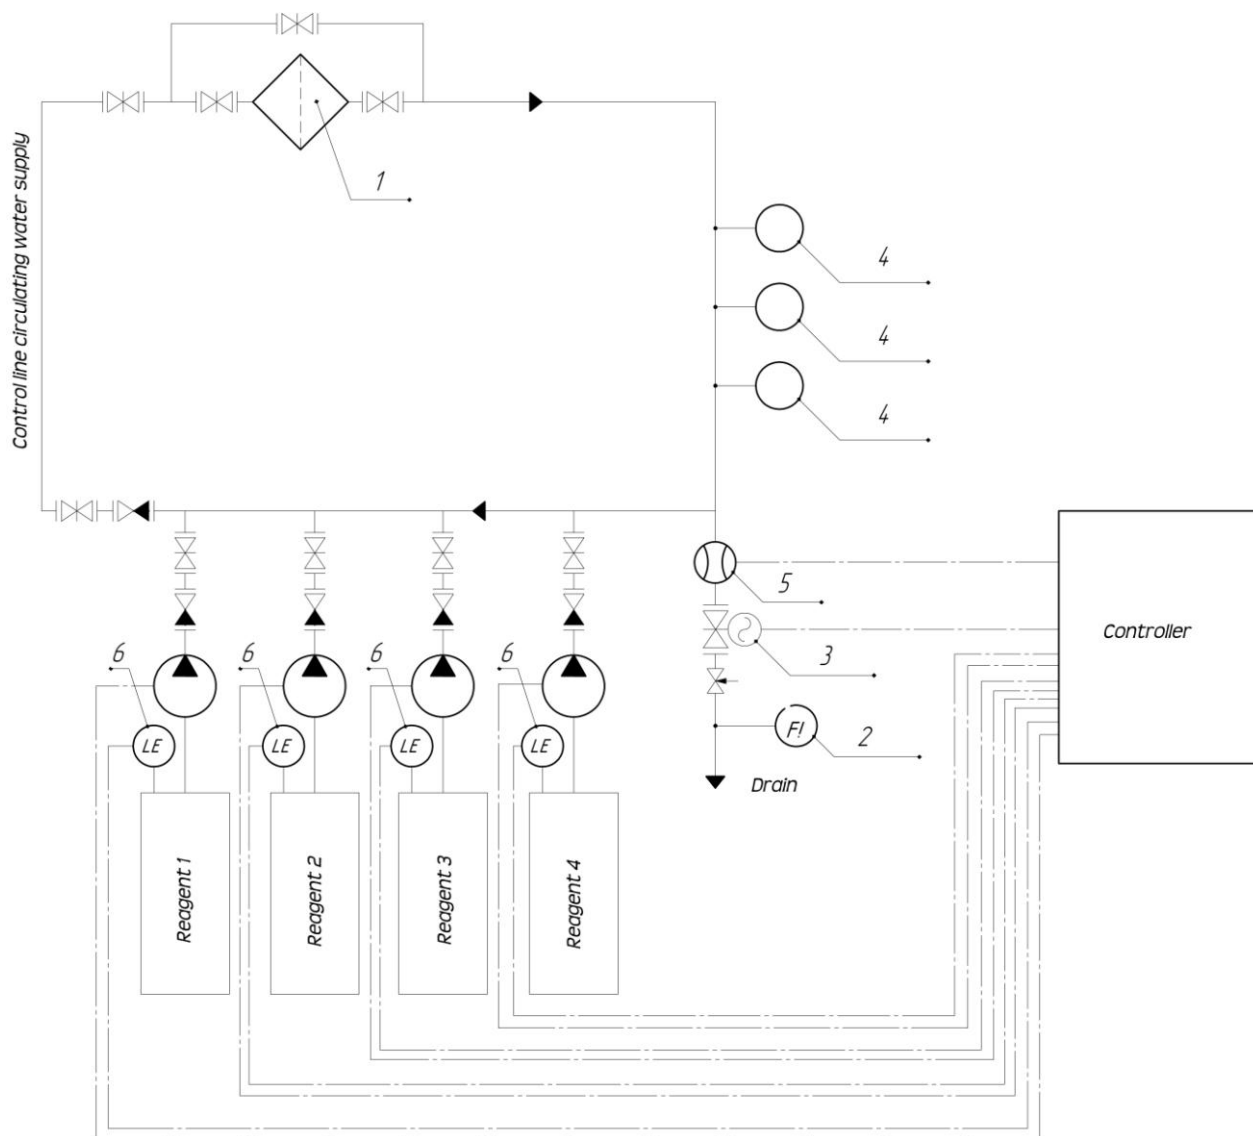 Control line circulating water supply
1
4
4
4
5
Controller
3
6
6
6
6
LE
LE
LE
LE
F!
2
Drain
Reagent 1
Reagent 2
Reagent 3
Reagent 4